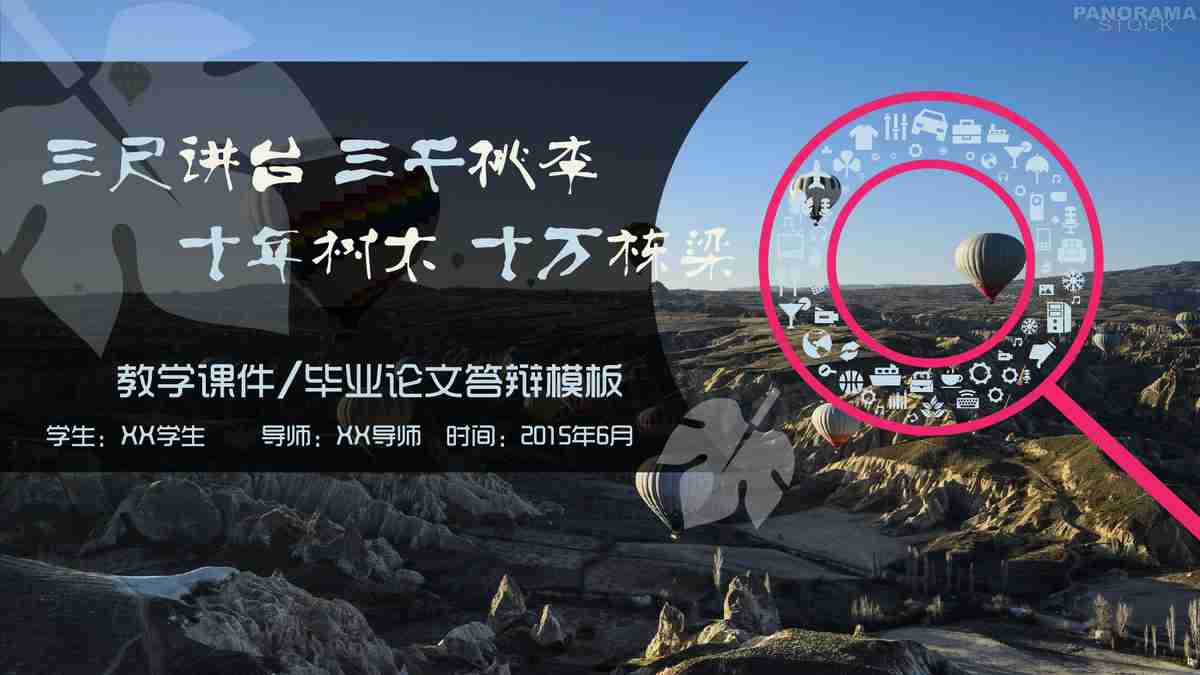 PANORAMA
STOCK
三尺讲台 三千桃李
十年树木 十万栋梁
教学课件/毕业论文答辩模板
学生：XX学生 导师：XX导师 时间：2015年6月